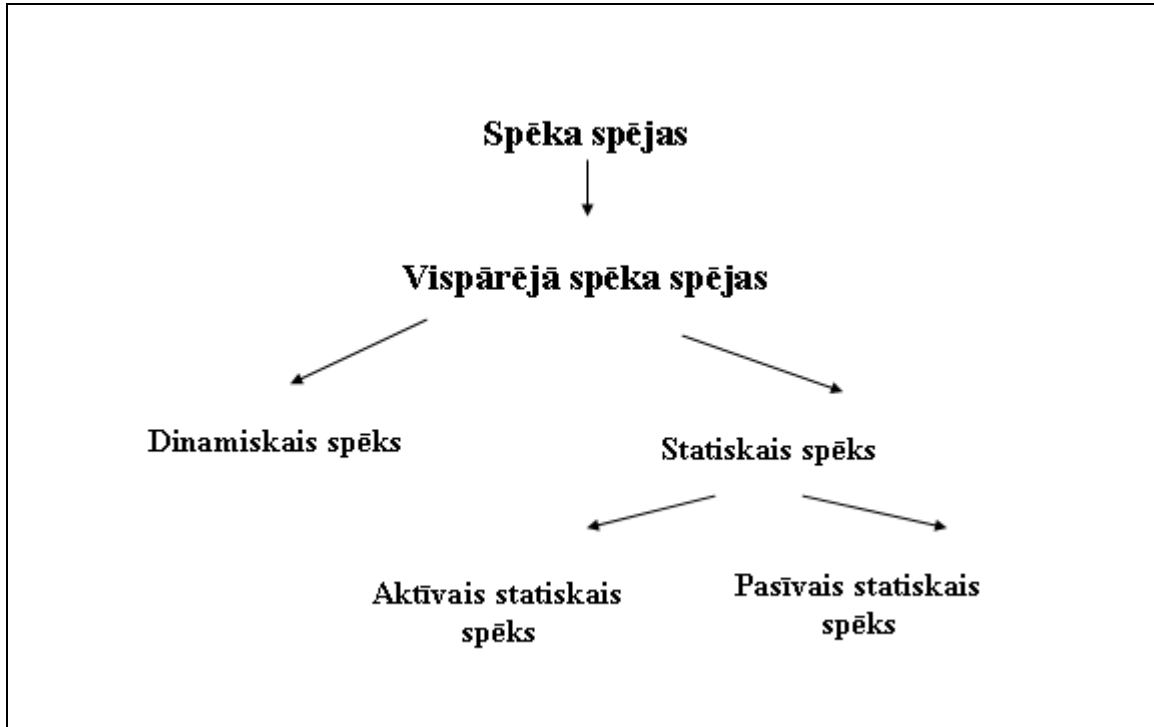 Spēka spējas
Vispārējā spēka spējas
Dinamiskais spēks
Statiskais spēks
Aktīvais statiskais
spēks
Pasīvais statiskais
spēks